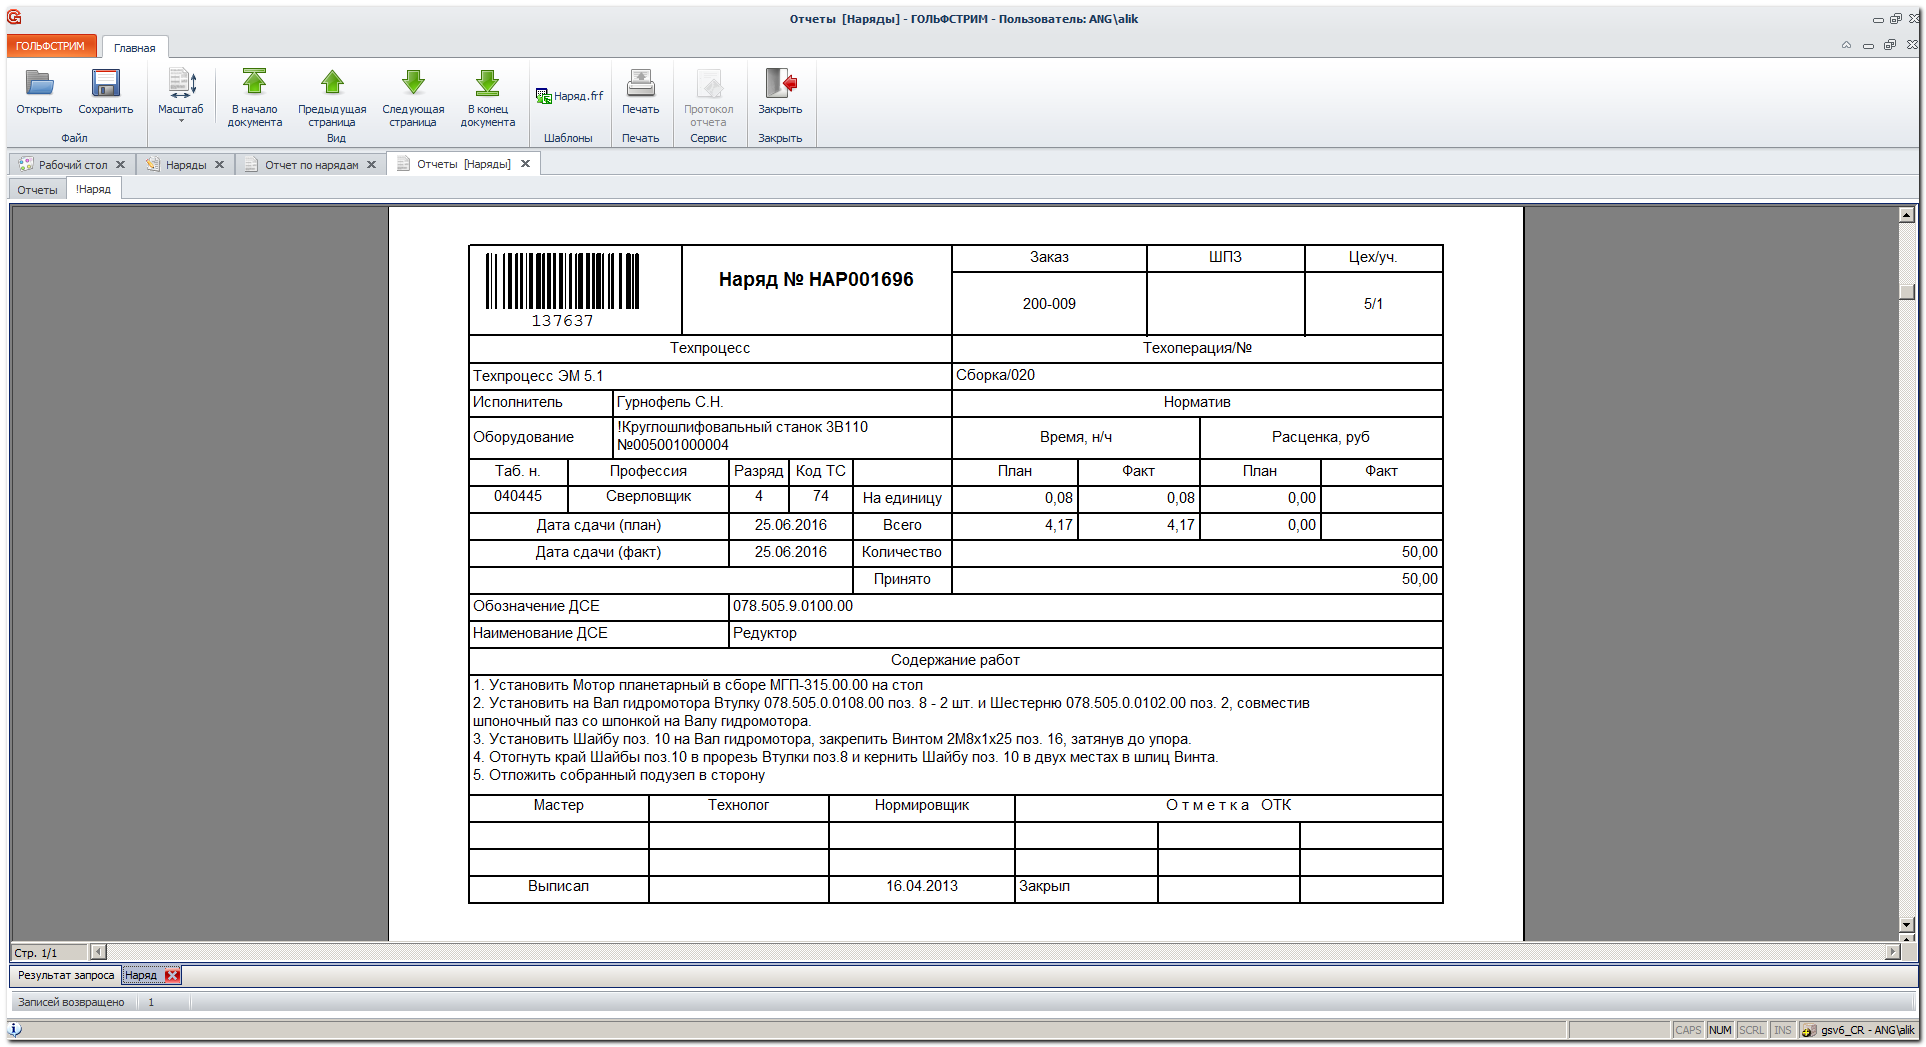 Отчеты [Наряды] - ГОЛЬФСТРИМ - Пользователь: ANG\alik
ГОЛЬФСТРИМ
Главная
Открыть
Сохранить
Файл
Масштаб
В начало документа
Предыдущая страница
Следующая страница
В конец документа
Вид
Наряд.frf
Шаблоны
Печать
Печать
Протокол отчета
Сервис
Закрыть
Закрыть
Рабочий стол
Наряды
Отчет по нарядам
Отчеты [Наряды]
Отчеты
!Наряд
137637
Наряд № НАР001696
Заказ
ШПЗ
Цех/уч.
200-009
5/1
Техпроцесс
Техоперация/№
Техпроцесс ЭМ 5.1
Сборка/020
Исполнитель
Гурнофель С.Н.
Норматив
Оборудование
!Круглошлифовальный станок 3В110
№005001000004
Время, н/ч
Расценка, руб
Таб. н.
Профессия
Разряд
Код ТС
План
Факт
План
Факт
040445
Сверловщик
4
74
На единицу
0,08
0,08
0,00
Дата сдачи (план)
25.06.2016
Всего
4,17
4,17
0,00
Дата сдачи (факт)
25.06.2016
Количество
50,00
Принято
50,00
Обозначение ДСЕ
078.505.9.0100.00
Наименование ДСЕ
Редуктор
Содержание работ
1. Установить Мотор планетарный в сборе МГП-315.00.00 на стол
2. Установить на Вал гидромотора Втулку 078.505.0.0108.00 поз. 8 - 2 шт. и Шестерню 078.505.0.0102.00 поз. 2, совместив
шпоночный паз со шпонкой на Валу гидромотора.
3. Установить Шайбу поз. 10 на Вал гидромотора, закрепить Винтом 2М8х1х25 поз. 16, затянув до упора.
4. Отогнуть край Шайбы поз.10 в прорезь Втулки поз.8 и кернить Шайбу поз. 10 в двух местах в шлиц Винта.
5. Отложить собранный подузел в сторону
Мастер
Технолог
Нормировщик
О т м е т к а ОТК
Выписал
16.04.2013
Закрыл
Стр. 1/1
Результат запроса
Наряд
Записей возвращено
1
CAPS
NUM
SCRL
INS
gsv6_CR - ANG\alik